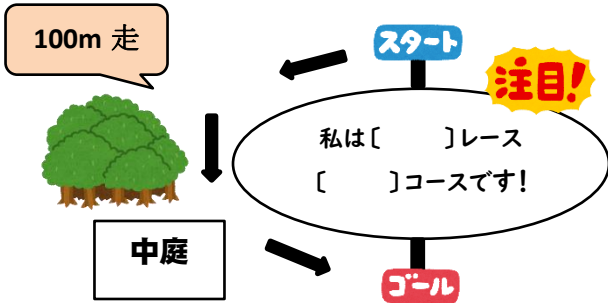 100m 走
スタート
注目!
私は〔　　　〕レース
〔　　　〕コースです!
中庭
ゴール